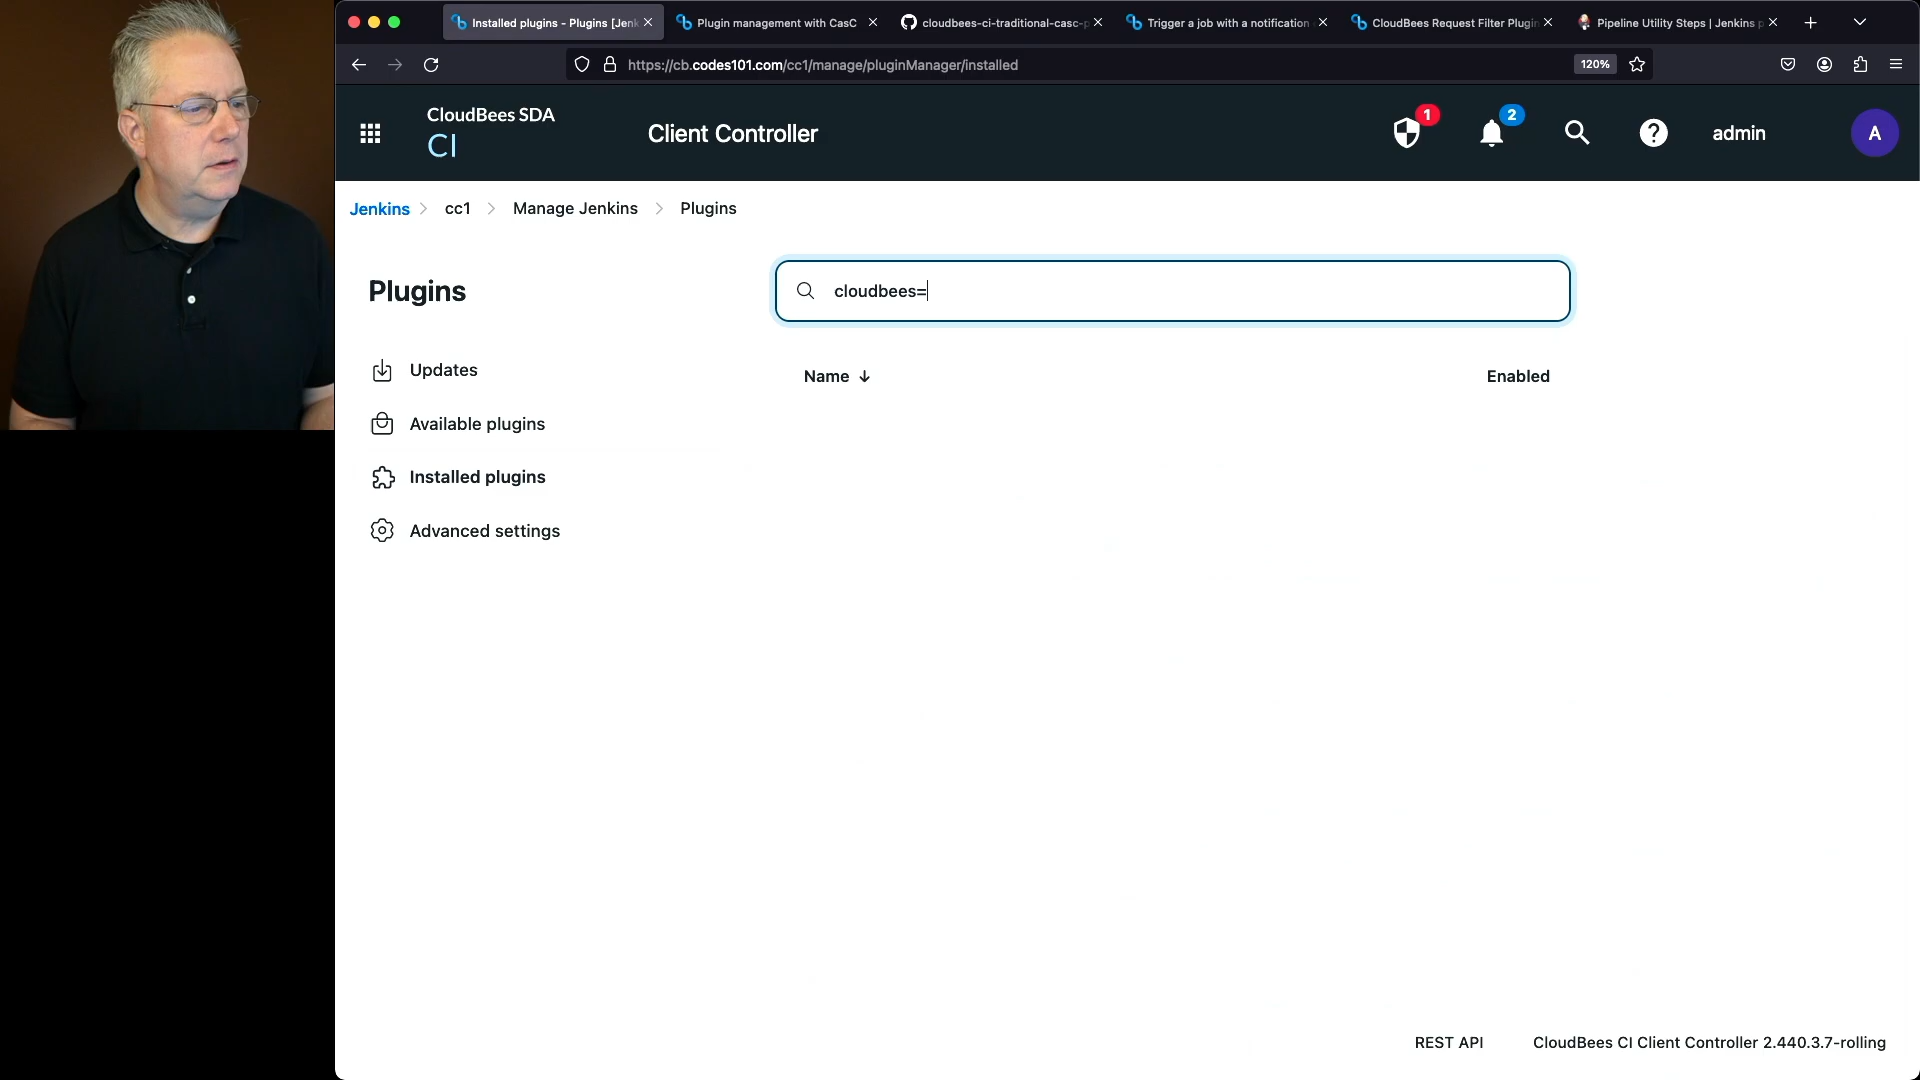 Installed plugins - Plugins [Jenk
Plugin management with CasC
cloudbees-ci-traditional-casc-p
Trigger a job with a notification
CloudBees Request Filter Plugin
Pipeline Utility Steps | Jenkins p
https://cb.codes101.com/cc1/manage/pluginManager/installed
120%
CloudBees SDA
CI
Client Controller
1
2
admin
A
Jenkins
cc1
Manage Jenkins
Plugins
Plugins
cloudbees=
Updates
Available plugins
Installed plugins
Advanced settings
Name
Enabled
REST API
CloudBees CI Client Controller 2.440.3.7-rolling